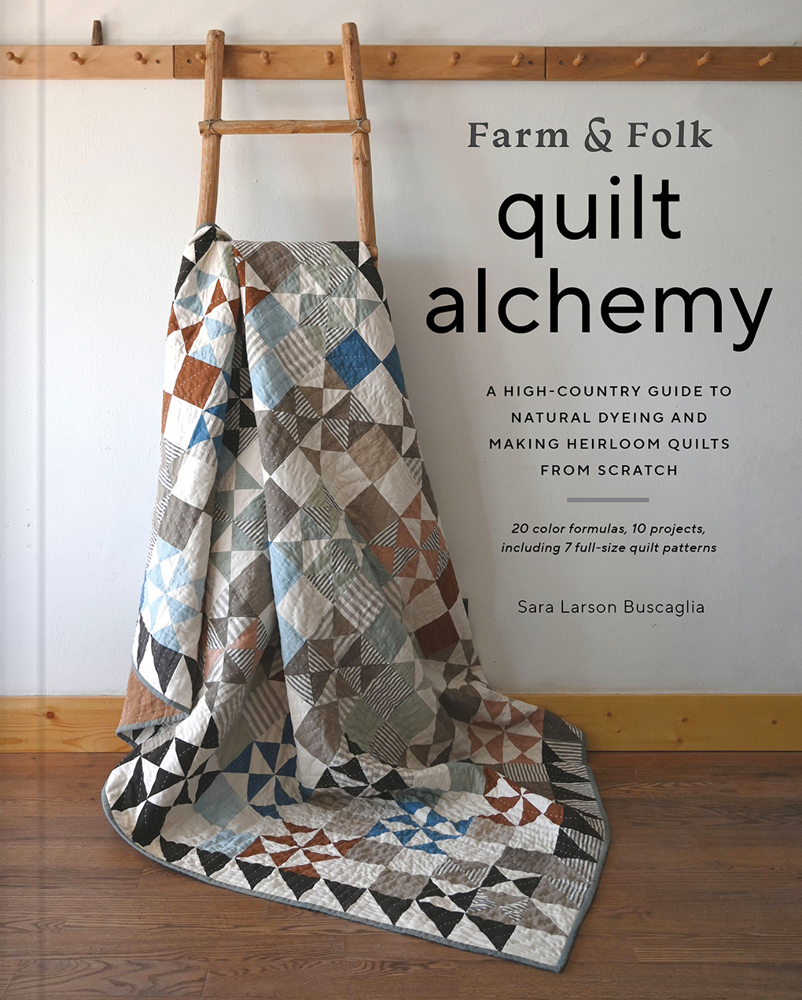 Farm & Folk
quilt
alchemy
A HIGH-COUNTRY GUIDE TO
NATURAL DYEING AND
MAKING HEIRLOOM QUILTS
FROM SCRATCH
20 color formulas, 10 projects,
including 7 full-size quilt patterns
Sara Larson Buscaglia